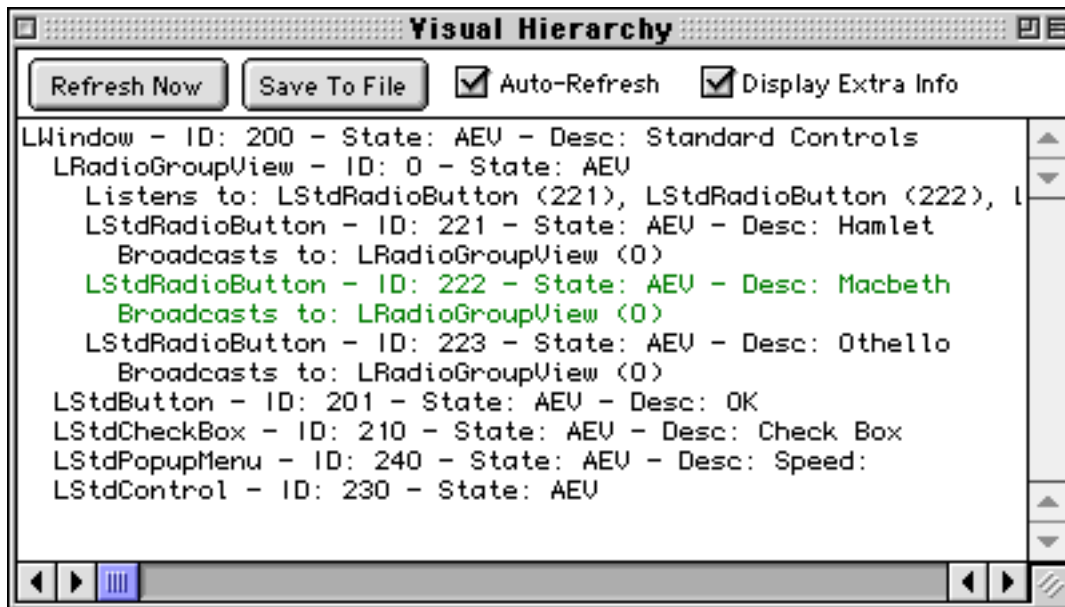 Visual Hierarchy
Refresh Now Save To File Auto-Refresh Display Extra Info
LWindow - ID: 200 - State: AEV - Desc: Standard Controls
LRadioGroupView - ID: 0 - State: AEV
Listens to: LStdRadioButton (221), LStdRadioButton (222), L
LStdRadioButton - ID: 221 - State: AEV - Desc: Hamlet
Broadcasts to: LRadioGroupView (0)
LStdRadioButton - ID: 222 - State: AEV - Desc: Macbeth
Broadcasts to: LRadioGroupView (0)
LStdRadioButton - ID: 223 - State: AEV - Desc: Othello
Broadcasts to: LRadioGroupView (0)
LStdButton - ID: 201 - State: AEV - Desc: OK
LStdCheckBox - ID: 210 - State: AEV - Desc: Check Box
LStdPopupMenu - ID: 240 - State: AEV - Desc: Speed:
LStdControl - ID: 230 - State: AEV